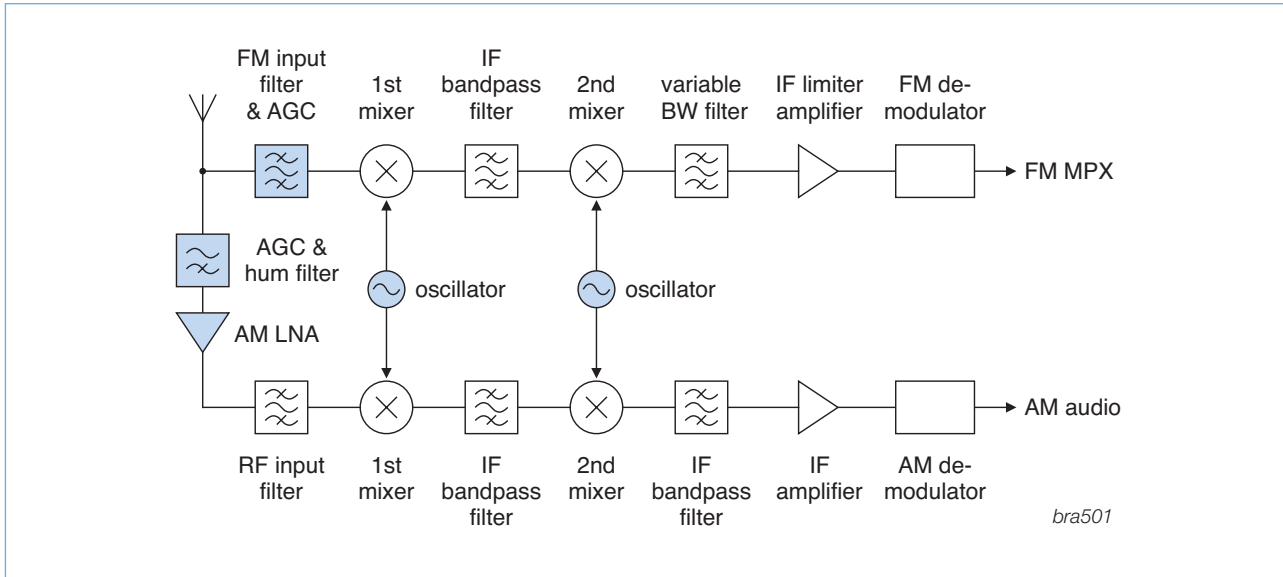 FM input
filter
& AGC
1st
mixer
IF
bandpass
filter
2nd
mixer
variable
BW filter
IF limiter
amplifier
FM de-
modulator
FM MPX
AGC &
hum filter
oscillator
oscillator
AM LNA
AM audio
RF input
filter
1st
mixer
IF
bandpass
filter
2nd
mixer
IF
bandpass
filter
IF
amplifier
AM de-
modulator
bra501